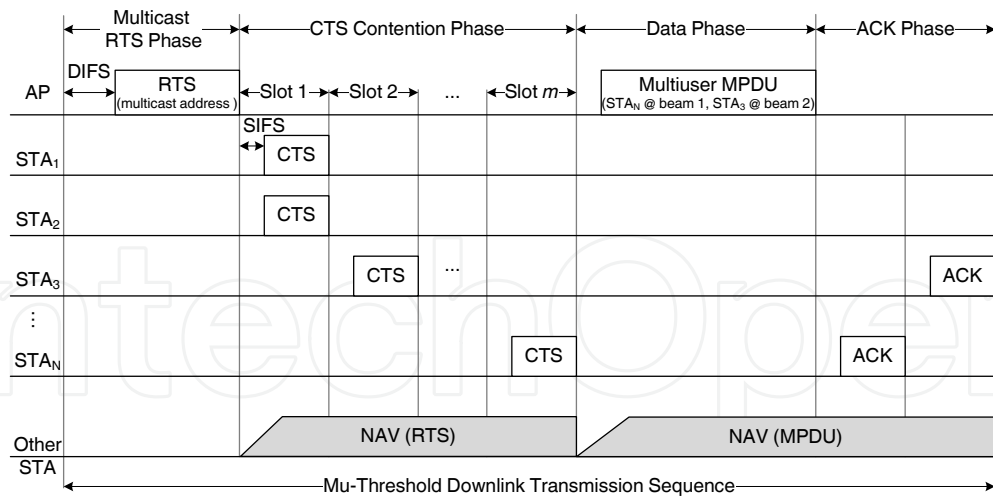 Multicast
RTS Phase
CTS Contention Phase
Data Phase
ACK Phase
DIFS
AP
RTS
(multicast address )
Slot 1
Slot 2
...
Slot m
Multiuser MPDU
(STAN @ beam 1, STA3 @ beam 2)
SIFS
STA1
CTS
STA2
CTS
STA3
CTS
...
ACK
...
STAN
CTS
ACK
Other
STA
NAV (RTS)
NAV (MPDU)
Mu-Threshold Downlink Transmission Sequence
ntechOpe